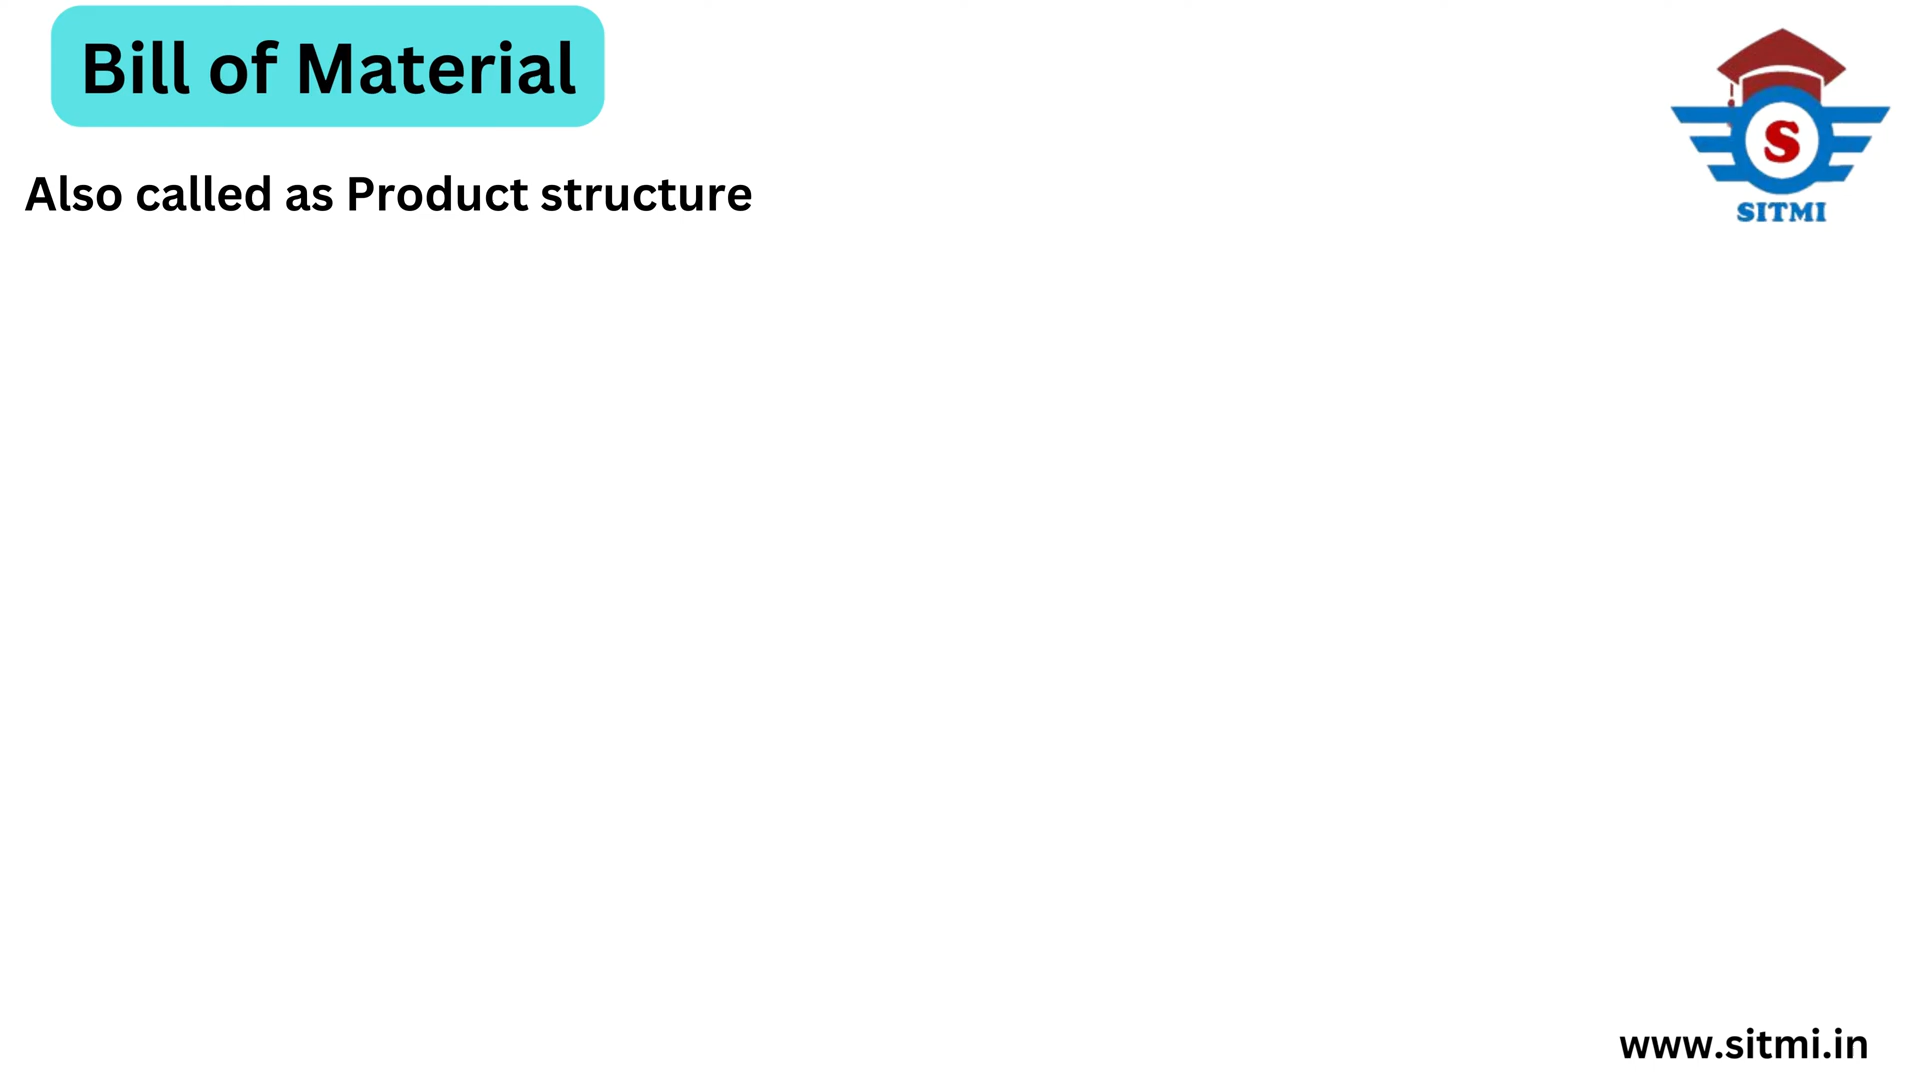 Bill of Material
Also called as Product structure
S
SITMI
www.sitmi.in